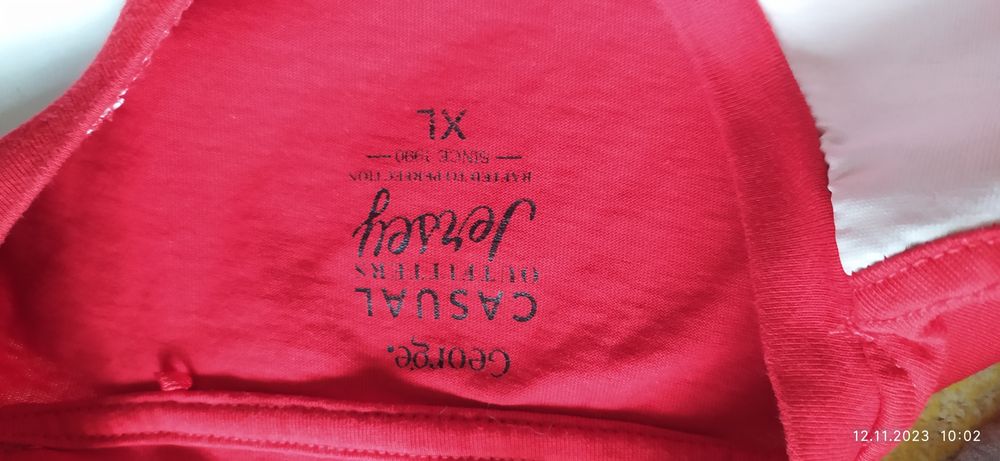 George.
CASUAL
OUTFITTERS
Jersey
RAFTED TO PERFECTION
— SINCE 1990 —
XL
12.11.2023 10:02